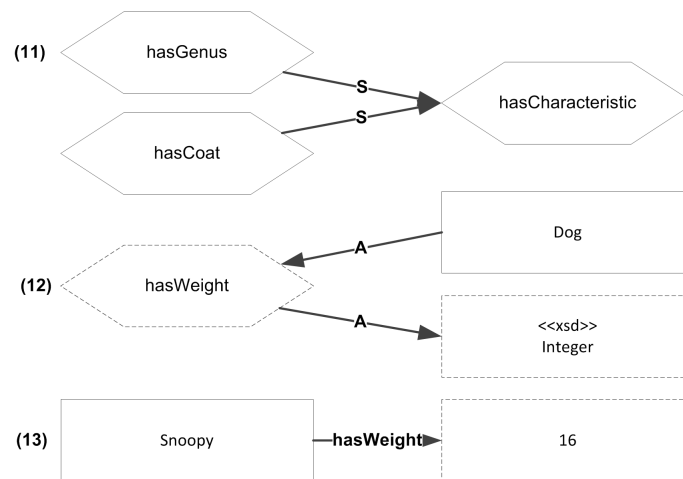 (11)
hasGenus
S
hasCharacteristic
S
hasCoat
Dog
A
(12)
hasWeight
A
<<xsd>>
Integer
(13)
Snoopy
hasWeight
16